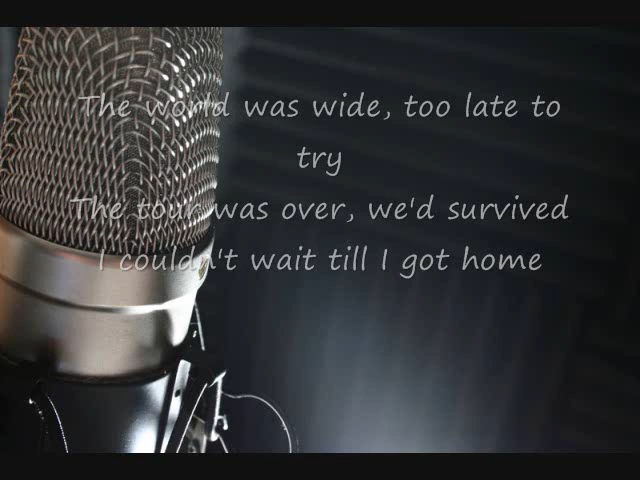 The world was wide, too late to
try
The tour was over, we'd survived
I couldn't wait till I got home